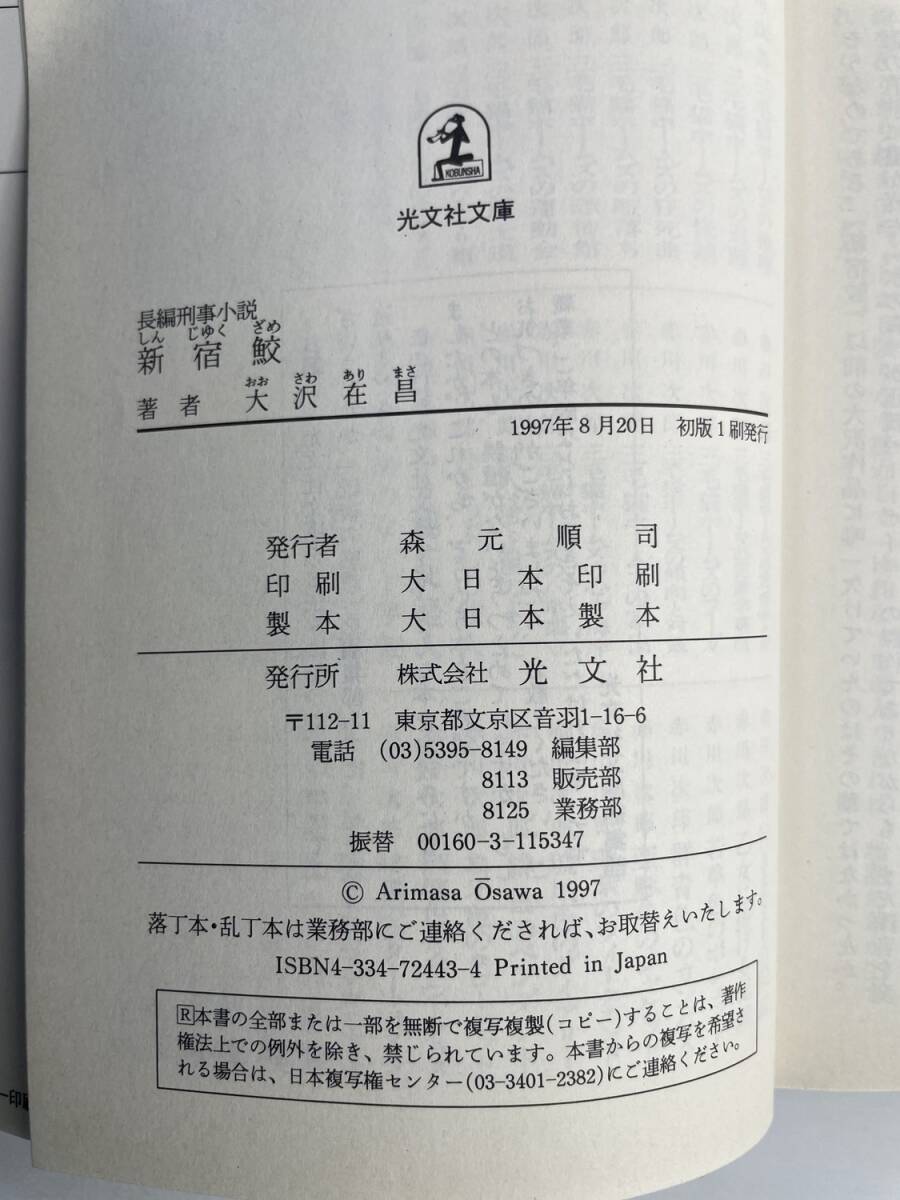 KOBUNSHA
光文社文庫
長編刑事小説
しん じゅく ざめ
新宿鮫
おお さわ あり まさ
著者 大沢在昌
1997年8月20日 初版1刷発行
発行者 森元順司
印刷 大日本印刷
製本 大日本製本
発行所 株式会社 光文社
〒112-11 東京都文京区音羽1-16-6
電話 (03)5395-8149 編集部
8113 販売部
8125 業務部
振替 00160-3-115347
© Arimasa Ōsawa 1997
落丁本・乱丁本は業務部にご連絡くだされば、お取替えいたします。
ISBN4-334-72443-4 Printed in Japan
R本書の全部または一部を無断で複写複製(コピー)することは、著作
権法上での例外を除き、禁じられています。本書からの複写を希望さ
れる場合は、日本複写権センター(03-3401-2382)にご連絡ください。